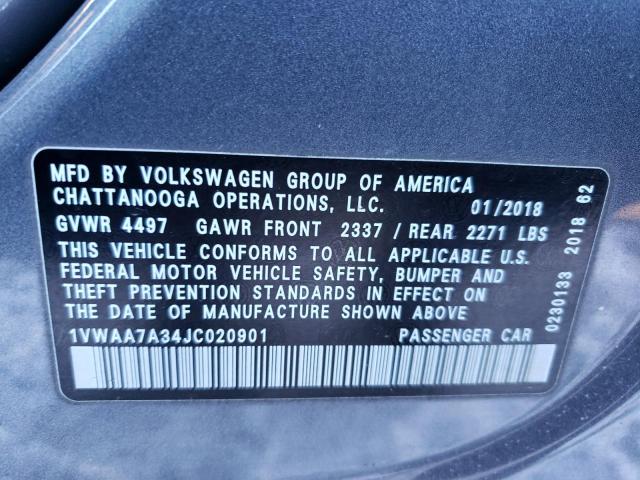 MFD BY VOLKSWAGEN GROUP OF AMERICA
CHATTANOOGA OPERATIONS, LLC. 01/2018
GVWR 4497 GAWR FRONT 2337 / REAR 2271 LBS
THIS VEHICLE CONFORMS TO ALL APPLICABLE U.S.
FEDERAL MOTOR VEHICLE SAFETY, BUMPER AND
THEFT PREVENTION STANDARDS IN EFFECT ON
THE DATE OF MANUFACTURE SHOWN ABOVE
1VWAA7A34JC020901 PASSENGER CAR
0230133 2018 62